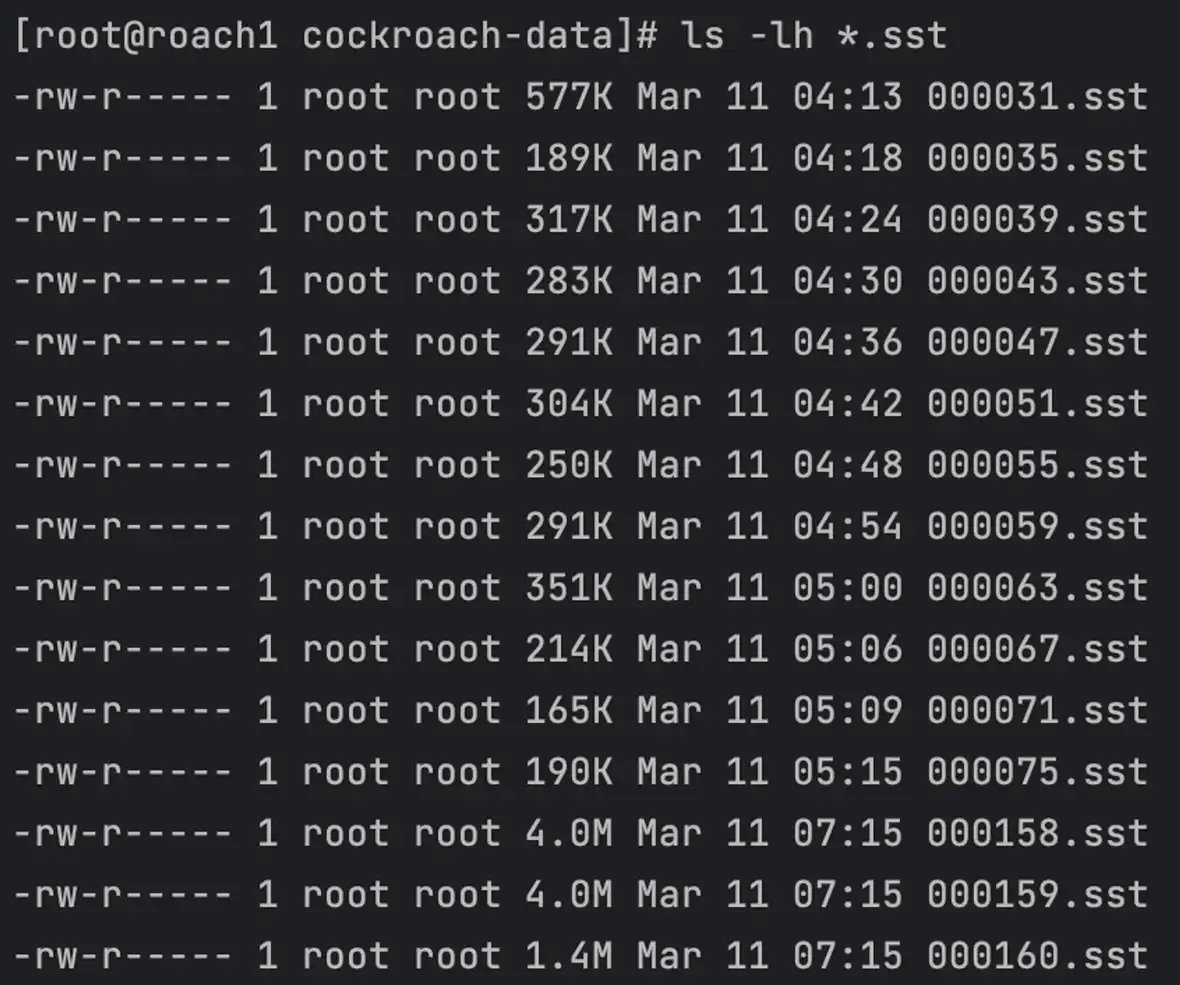 [root@roach1 cockroach-data]# ls -lh *.sst
-rw-r----- 1 root root 577K Mar 11 04:13 000031.sst
-rw-r----- 1 root root 189K Mar 11 04:18 000035.sst
-rw-r----- 1 root root 317K Mar 11 04:24 000039.sst
-rw-r----- 1 root root 283K Mar 11 04:30 000043.sst
-rw-r----- 1 root root 291K Mar 11 04:36 000047.sst
-rw-r----- 1 root root 304K Mar 11 04:42 000051.sst
-rw-r----- 1 root root 250K Mar 11 04:48 000055.sst
-rw-r----- 1 root root 291K Mar 11 04:54 000059.sst
-rw-r----- 1 root root 351K Mar 11 05:00 000063.sst
-rw-r----- 1 root root 214K Mar 11 05:06 000067.sst
-rw-r----- 1 root root 165K Mar 11 05:09 000071.sst
-rw-r----- 1 root root 190K Mar 11 05:15 000075.sst
-rw-r----- 1 root root 4.0M Mar 11 07:15 000158.sst
-rw-r----- 1 root root 4.0M Mar 11 07:15 000159.sst
-rw-r----- 1 root root 1.4M Mar 11 07:15 000160.sst